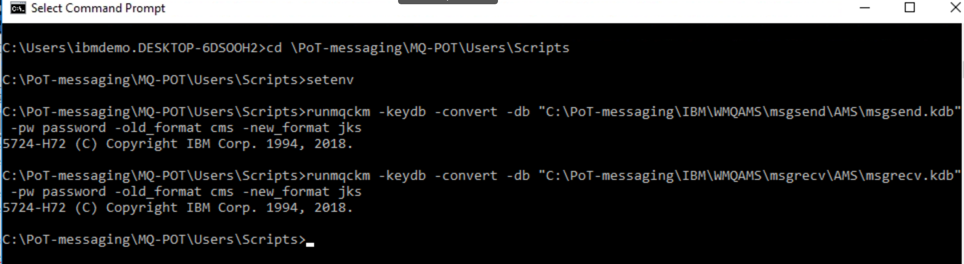 Select Command Prompt
C:\Users\ibmdemo.DESKTOP-6DSOOH2>cd \PoT-messaging\MQ-POT\Users\Scripts
C:\PoT-messaging\MQ-POT\Users\Scripts>setenv
C:\PoT-messaging\MQ-POT\Users\Scripts>runmqckm -keydb -convert -db "C:\PoT-messaging\IBM\WMQAMS\msgsend\AMS\msgsend.kdb"
-pw password -old_format cms -new_format jks
5724-H72 (C) Copyright IBM Corp. 1994, 2018.
C:\PoT-messaging\MQ-POT\Users\Scripts>runmqckm -keydb -convert -db "C:\PoT-messaging\IBM\WMQAMS\msgrecv\AMS\msgrecv.kdb"
-pw password -old_format cms -new_format jks
5724-H72 (C) Copyright IBM Corp. 1994, 2018.
C:\PoT-messaging\MQ-POT\Users\Scripts>